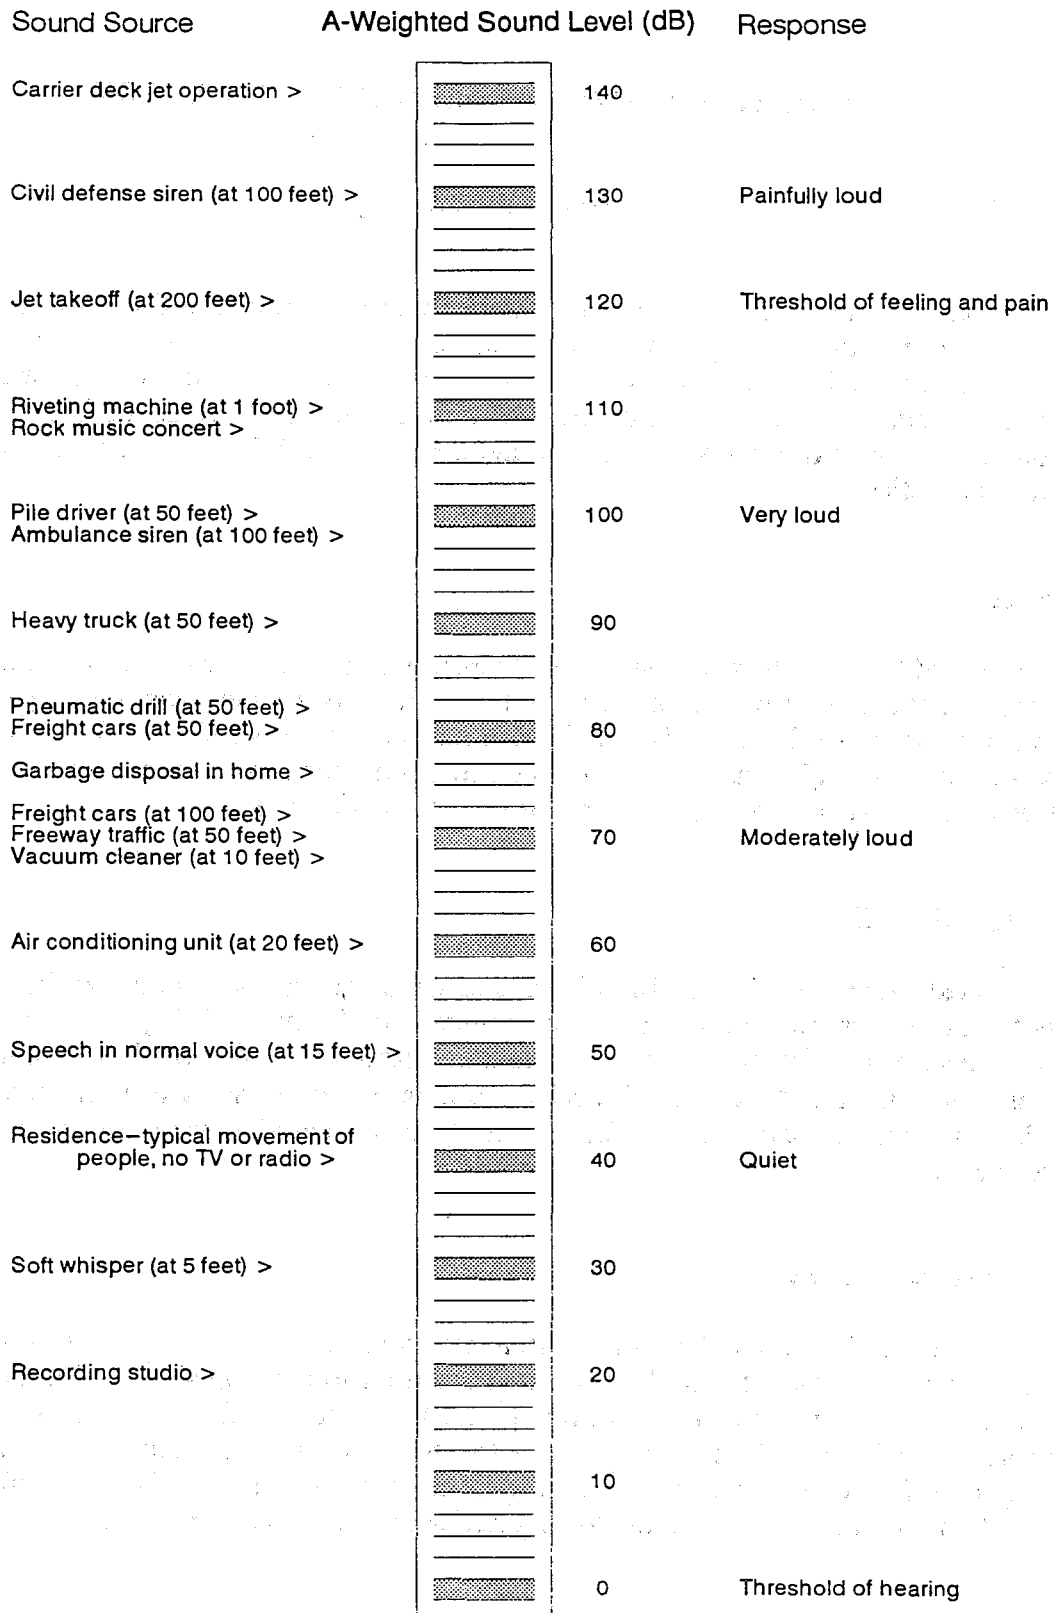 Sound Source A-Weighted Sound Level (dB) Response
Carrier deck jet operation > 140
Civil defense siren (at 100 feet) > 130 Painfully loud
Jet takeoff (at 200 feet) > 120 Threshold of feeling and pain
Riveting machine (at 1 foot) > 110
Rock music concert >
Pile driver (at 50 feet) > 100 Very loud
Ambulance siren (at 100 feet) >
Heavy truck (at 50 feet) > 90
Pneumatic drill (at 50 feet) >
Freight cars (at 50 feet) > 80
Garbage disposal in home >
Freight cars (at 100 feet) >
Freeway traffic (at 50 feet) > 70 Moderately loud
Vacuum cleaner (at 10 feet) >
Air conditioning unit (at 20 feet) > 60
Speech in normal voice (at 15 feet) > 50
Residence–typical movement of
people, no TV or radio > 40 Quiet
Soft whisper (at 5 feet) > 30
Recording studio > 20
10
0 Threshold of hearing